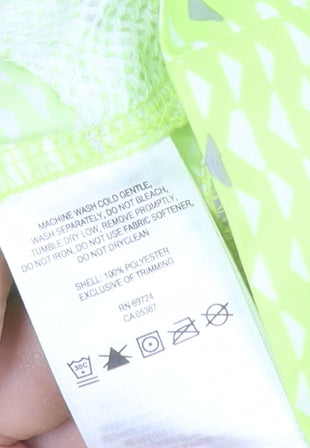 MACHINE WASH COLD GENTLE,
WASH SEPARATELY, DO NOT BLEACH,
TUMBLE DRY LOW, REMOVE PROMPTLY,
DO NOT IRON, DO NOT USE FABRIC SOFTENER,
DO NOT DRYCLEAN
SHELL: 100% POLYESTER
EXCLUSIVE OF TRIMMING
RN 69724
CA 05367
30C